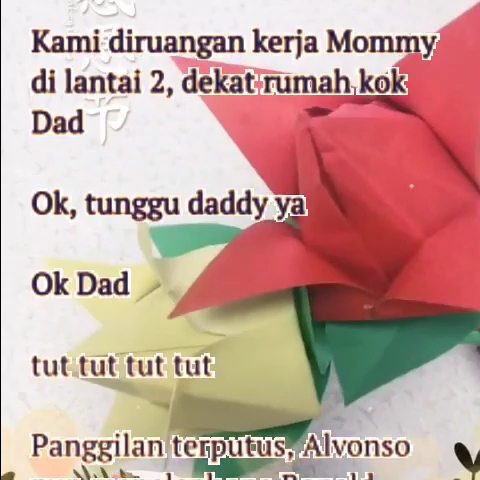 Kami diruangan kerja Mommy
di lantai 2, dekat rumah kok
Dad
Ok, tunggu daddy ya
Ok Dad
tut tut tut tut
Panggilan terputus, Alvonso